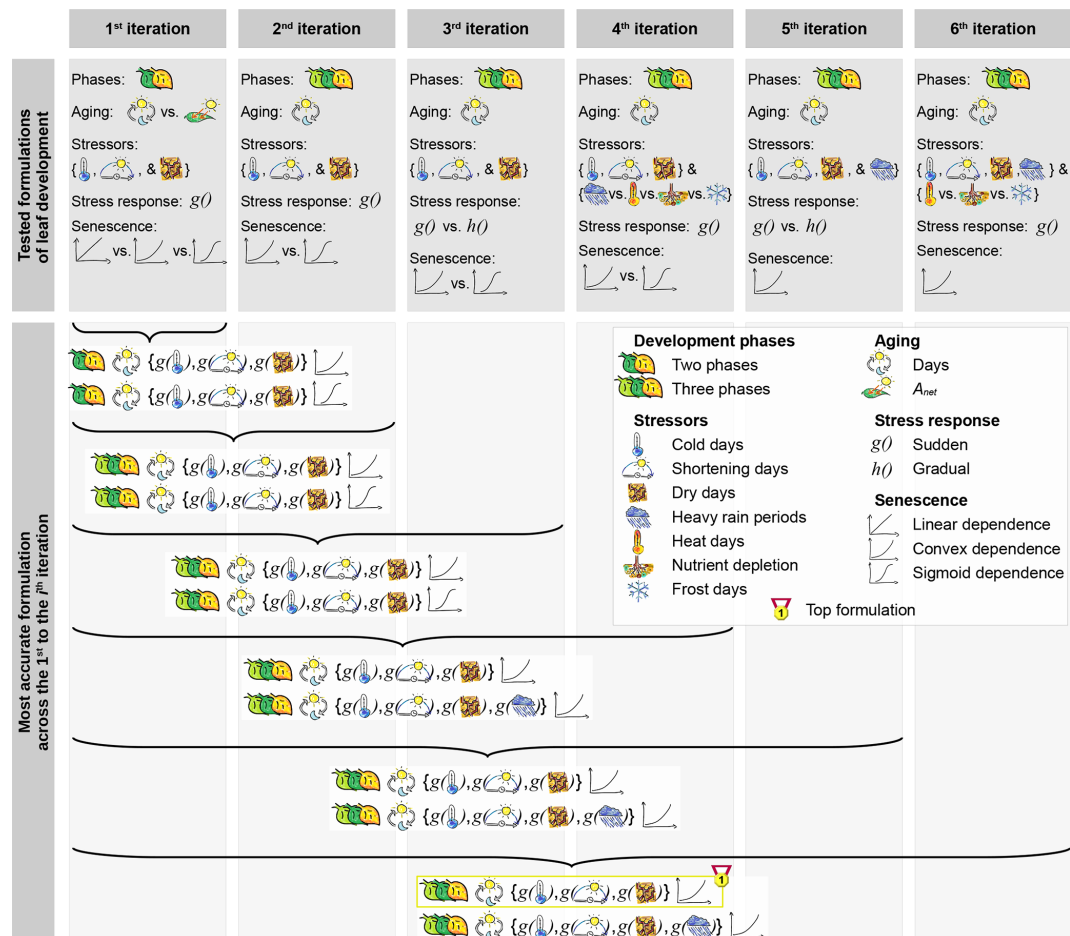 1st iteration
2nd iteration
3rd iteration
4th iteration
5th iteration
6th iteration
Tested formulations
of leaf development
Phases:
Aging: vs.
Stressors:
{ , , & }
Stress response: g()
Senescence:
vs. vs.
Phases:
Aging:
Stressors:
{ , , & }
Stress response: g()
Senescence:
vs.
Phases:
Aging:
Stressors:
{ , , & }
Stress response:
g() vs. h()
Senescence:
vs.
Phases:
Aging:
Stressors:
{ , , } &
{ vs. vs. vs. }
Stress response: g()
Senescence:
vs.
Phases:
Aging:
Stressors:
{ , , , & }
Stress response:
g() vs. h()
Senescence:
Phases:
Aging:
Stressors:
{ , , , } &
{ vs. vs. }
Stress response: g()
Senescence:
Most accurate formulation
across the 1st to the ith iteration
{g( ),g( ),g( )}
{g( ),g( ),g( )}
{g( ),g( ),g( )}
{g( ),g( ),g( )}
{g( ),g( ),g( )}
{g( ),g( ),g( )}
{g( ),g( ),g( )}
{g( ),g( ),g( ),g( )}
{g( ),g( ),g( )}
{g( ),g( ),g( ),g( )}
{g( ),g( ),g( )}
1
{g( ),g( ),g( ),g( )}
Development phases
Two phases
Three phases
Stressors
Cold days
Shortening days
Dry days
Heavy rain periods
Heat days
Nutrient depletion
Frost days
Aging
Days
Anet
Stress response
g() Sudden
h() Gradual
Senescence
Linear dependence
Convex dependence
Sigmoid dependence
1 Top formulation